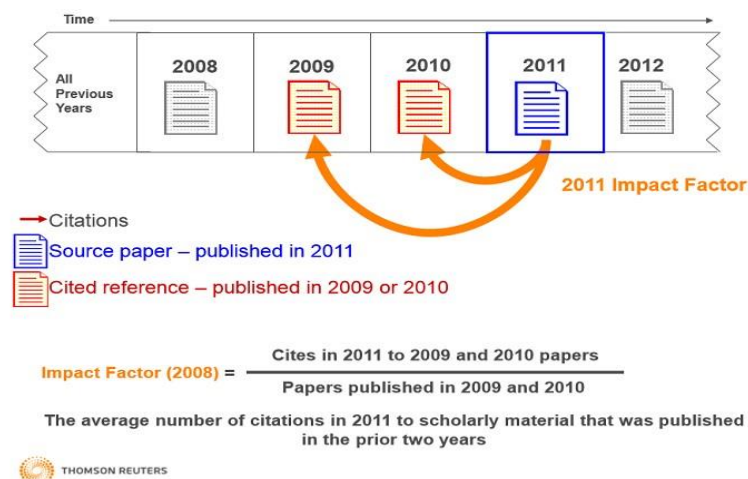 Time
All
Previous
Years
2008
2009
2010
2011
2012
2011 Impact Factor
Citations
Source paper – published in 2011
Cited reference – published in 2009 or 2010
Impact Factor (2008) =
Cites in 2011 to 2009 and 2010 papers
Papers published in 2009 and 2010
The average number of citations in 2011 to scholarly material that was published
in the prior two years
THOMSON REUTERS